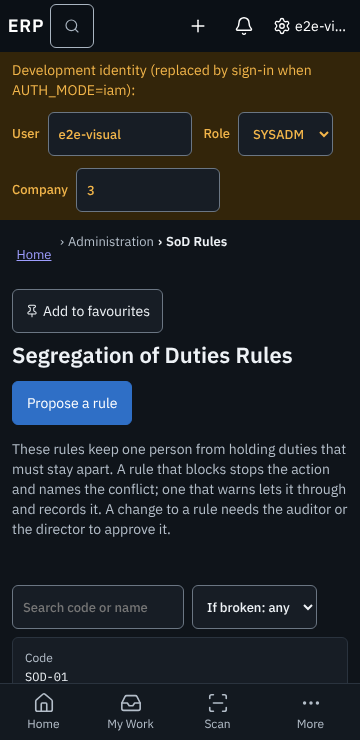 ERP
e2e-vi...
Development identity (replaced by sign-in when
AUTH_MODE=iam):
User e2e-visual Role SYSADM
Company 3
Home › Administration › SoD Rules
Add to favourites
Segregation of Duties Rules
Propose a rule
These rules keep one person from holding duties that
must stay apart. A rule that blocks stops the action
and names the conflict; one that warns lets it through
and records it. A change to a rule needs the auditor or
the director to approve it.
Search code or name If broken: any
Code
SOD-01
Home My Work Scan More